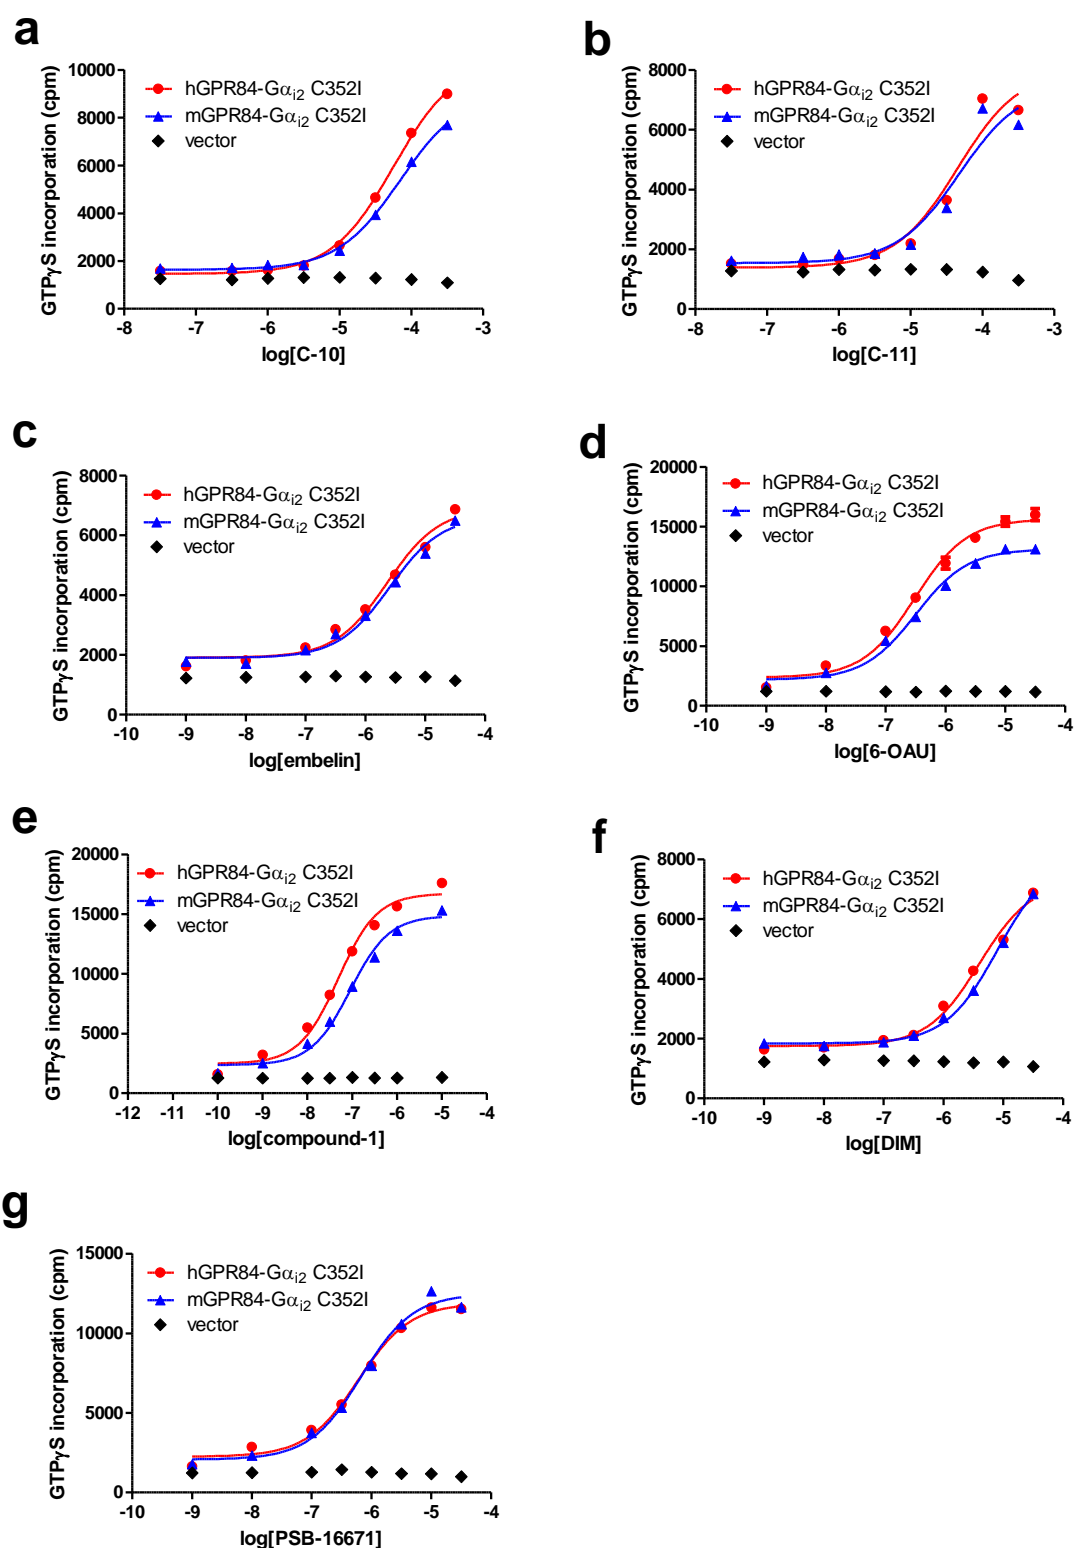 a
GTPγS incorporation (cpm)
10000
8000
6000
4000
2000
0
hGPR84-Gαi2 C352I
mGPR84-Gαi2 C352I
vector
-8 -7 -6 -5 -4 -3
log[C-10]
b
GTPγS incorporation (cpm)
8000
6000
4000
2000
0
hGPR84-Gαi2 C352I
mGPR84-Gαi2 C352I
vector
-8 -7 -6 -5 -4 -3
log[C-11]
c
GTPγS incorporation (cpm)
8000
6000
4000
2000
0
hGPR84-Gαi2 C352I
mGPR84-Gαi2 C352I
vector
-10 -9 -8 -7 -6 -5 -4
log[embelin]
d
GTPγS incorporation (cpm)
20000
15000
10000
5000
0
hGPR84-Gαi2 C352I
mGPR84-Gαi2 C352I
vector
-10 -9 -8 -7 -6 -5 -4
log[6-OAU]
e
GTPγS incorporation (cpm)
20000
15000
10000
5000
0
hGPR84-Gαi2 C352I
mGPR84-Gαi2 C352I
vector
-12 -11 -10 -9 -8 -7 -6 -5 -4
log[compound-1]
f
GTPγS incorporation (cpm)
8000
6000
4000
2000
0
hGPR84-Gαi2 C352I
mGPR84-Gαi2 C352I
vector
-10 -9 -8 -7 -6 -5 -4
log[DIM]
g
GTPγS incorporation (cpm)
15000
10000
5000
0
hGPR84-Gαi2 C352I
mGPR84-Gαi2 C352I
vector
-10 -9 -8 -7 -6 -5 -4
log[PSB-16671]